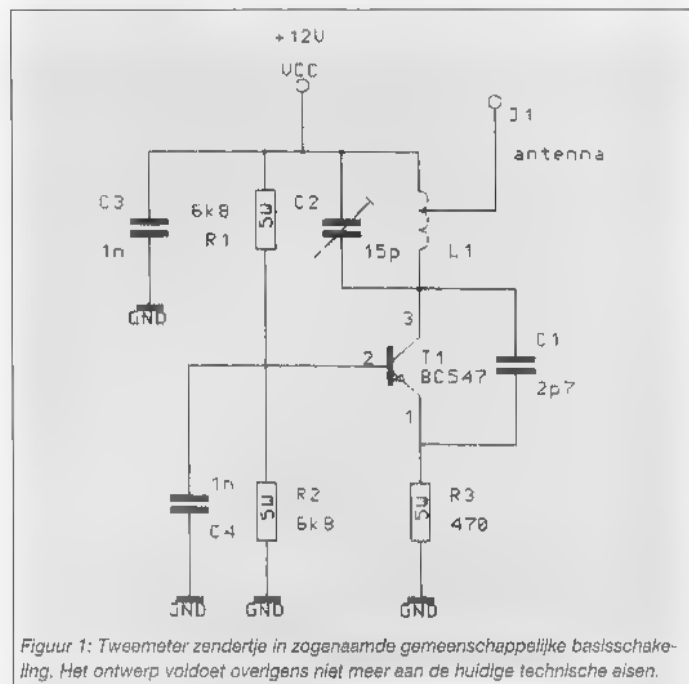 +12V
VCC
J1
antenna
C3
1n
GND
6k8
R1
5W
C2
15p
L1
3
2
T1
BC547
1
C1
2p7
1n
C4
GND
5W
R2
6k8
GND
5W
R3
470
GND
Figuur 1: Tweemeter zendertje in zogenaamde gemeenschappelijke basisschake-
ling. Het ontwerp voldoet overigens niet meer aan de huidige technische eisen.